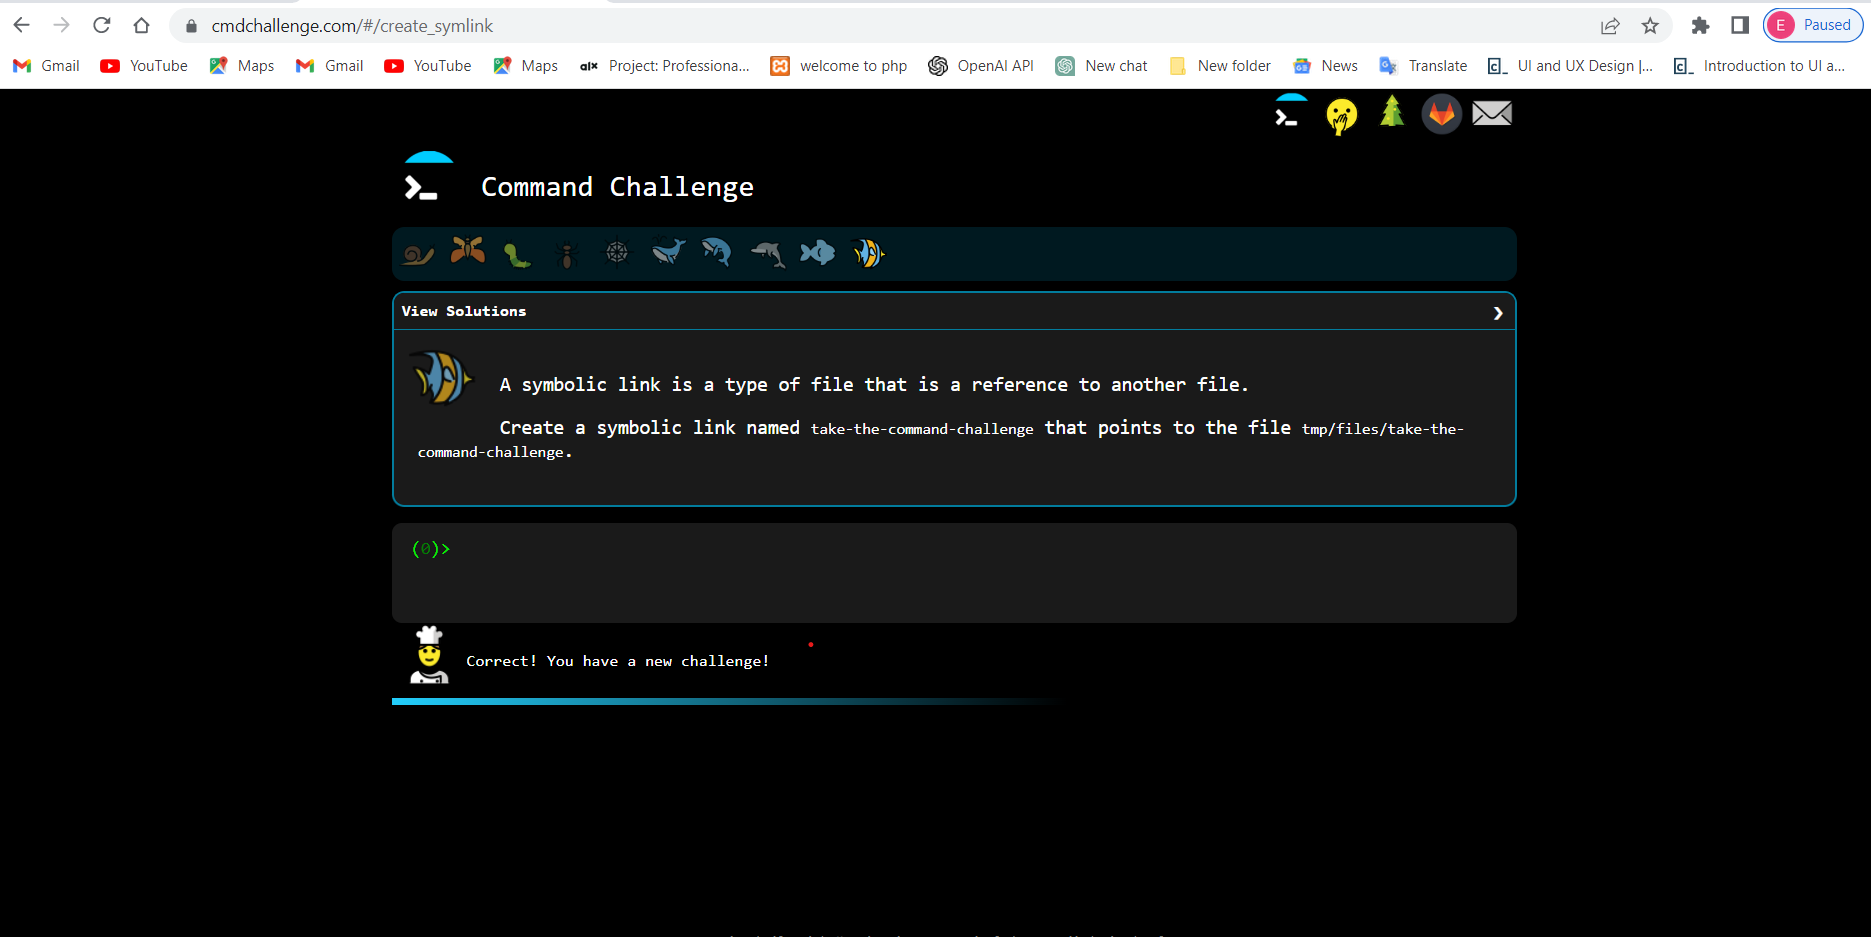 cmdchallenge.com/#/create_symlink
E Paused
Gmail YouTube Maps Gmail YouTube Maps alx Project: Professiona... welcome to php OpenAI API New chat New folder News Translate UI and UX Design |... Introduction to UI a...
Command Challenge
View Solutions
A symbolic link is a type of file that is a reference to another file.
Create a symbolic link named take-the-command-challenge that points to the file tmp/files/take-the-
command-challenge.
(0)>
Correct! You have a new challenge!